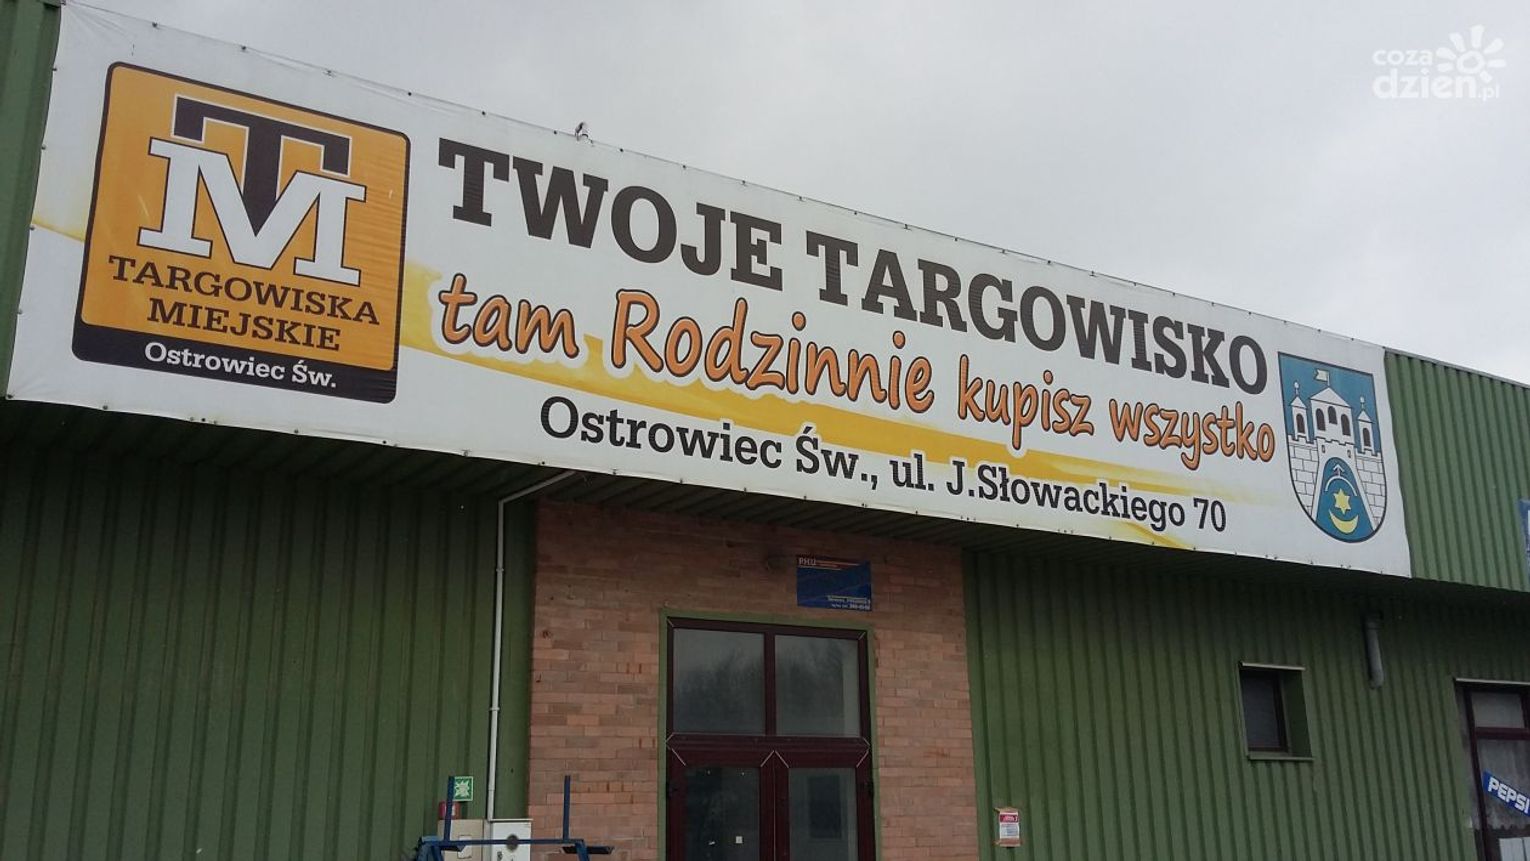 TM
TARGOWISKA
MIEJSKIE
Ostrowiec Św.
TWOJE TARGOWISKO
tam Rodzinnie kupisz wszystko
Ostrowiec Św., ul. J.Słowackiego 70
coza
dzien.pl
PHU
PEPSI